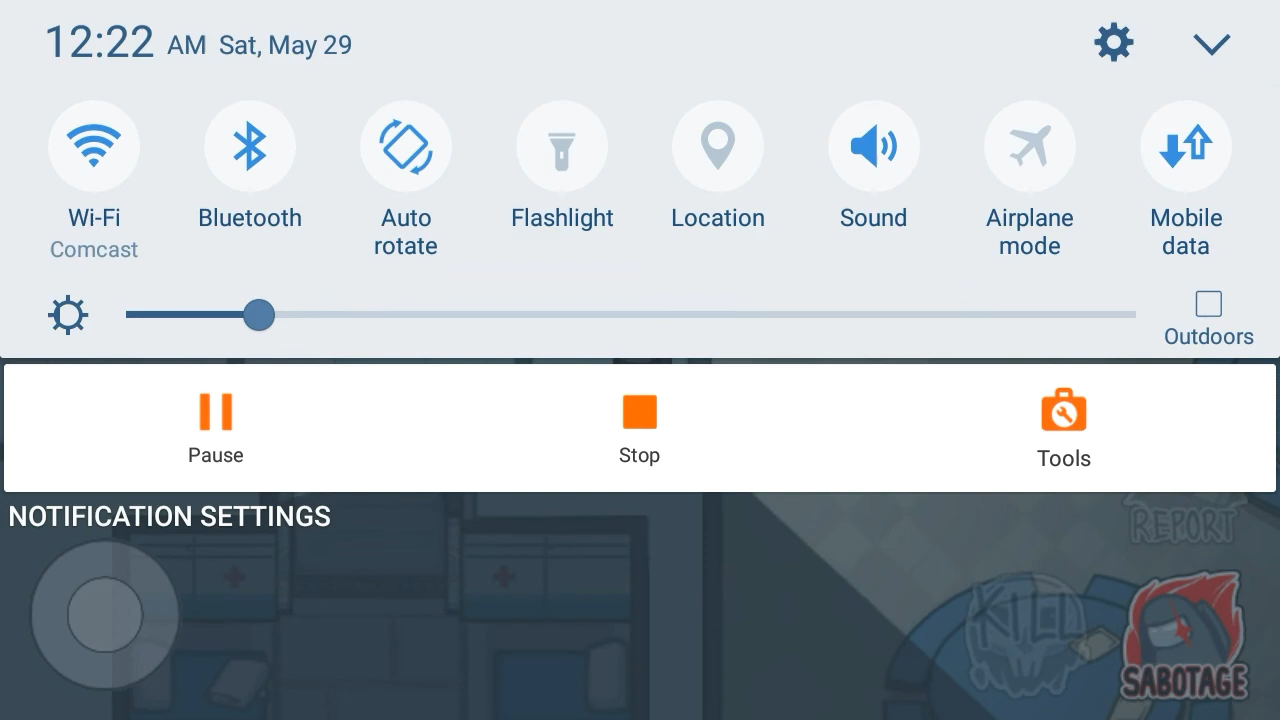 12:22 AM Sat, May 29
Wi-Fi
Comcast
Bluetooth
Auto rotate
Flashlight
Location
Sound
Airplane mode
Mobile data
Outdoors
Pause
Stop
Tools
NOTIFICATION SETTINGS
REPORT
KILL
SABOTAGE